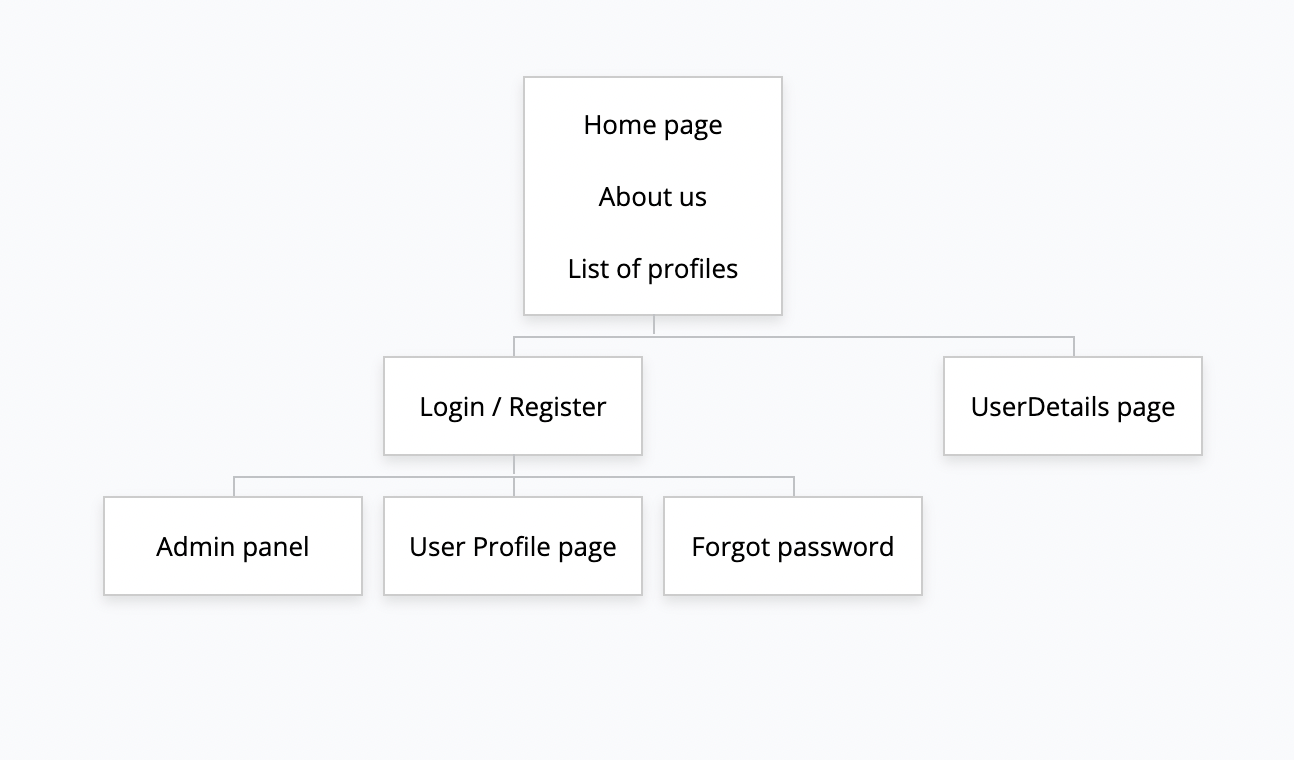 Home page
About us
List of profiles
Login / Register
UserDetails page
Admin panel
User Profile page
Forgot password